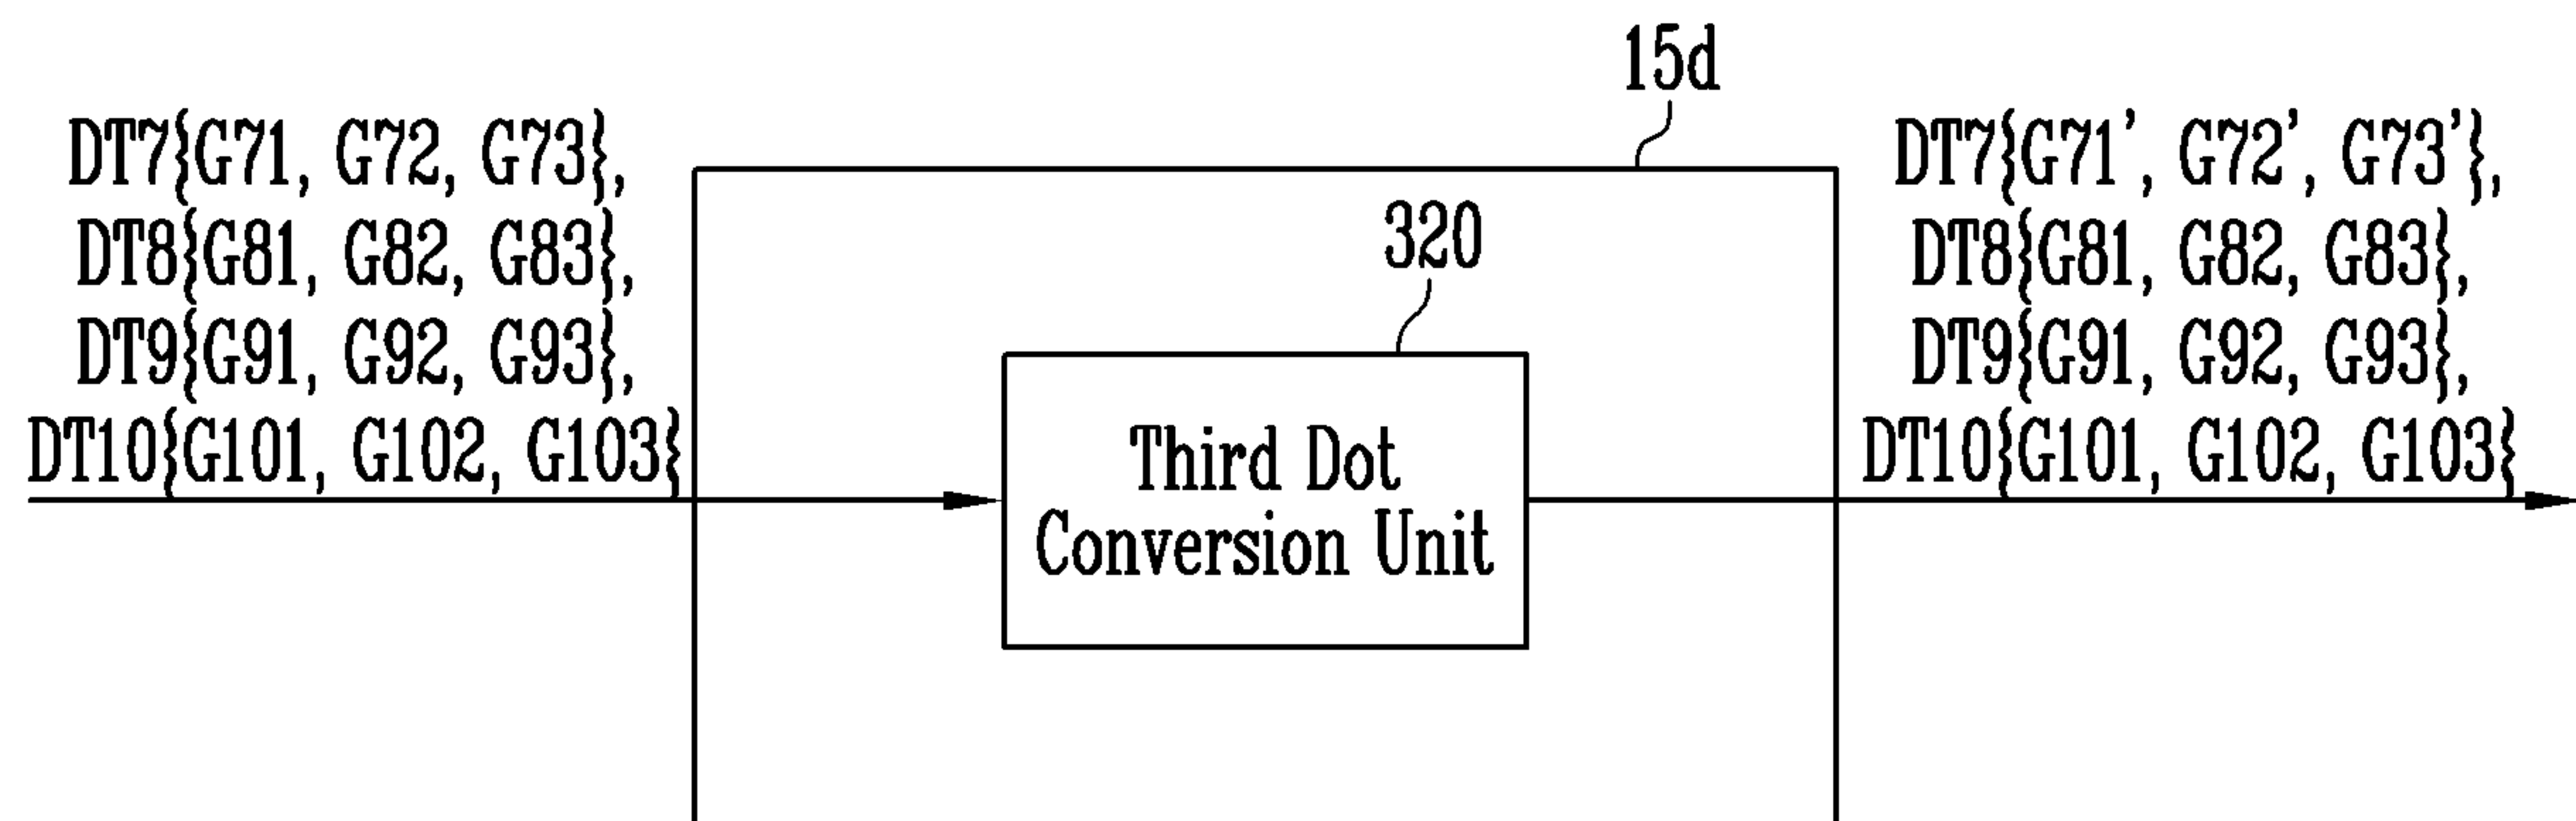 15d
DT7{G71, G72, G73},
DT8{G81, G82, G83},
DT9{G91, G92, G93},
DT10{G101, G102, G103}
320
Third Dot
Conversion Unit
DT7{G71', G72', G73'},
DT8{G81, G82, G83},
DT9{G91, G92, G93},
DT10{G101, G102, G103}